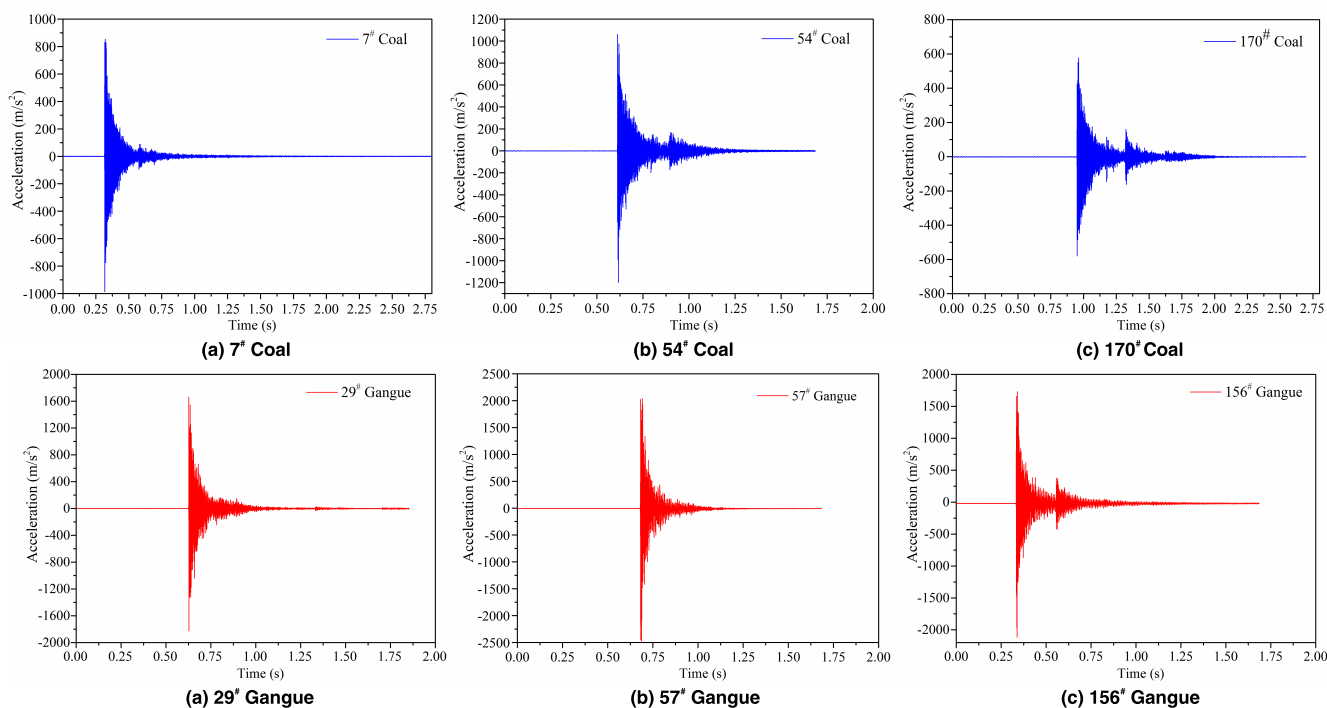 1000
800
600
400
200
0
-200
-400
-600
-800
-1000
Acceleration (m/s²)
7# Coal
0.00 0.25 0.50 0.75 1.00 1.25 1.50 1.75 2.00 2.25 2.50 2.75
Time (s)
(a) 7# Coal
1200
1000
800
600
400
200
0
-200
-400
-600
-800
-1000
-1200
Acceleration (m/s²)
54# Coal
0.00 0.25 0.50 0.75 1.00 1.25 1.50 1.75 2.00
Time (s)
(b) 54# Coal
800
600
400
200
0
-200
-400
-600
800
Acceleration (m/s²)
170# Coal
0.00 0.25 0.50 0.75 1.00 1.25 1.50 1.75 2.00 2.25 2.50 2.75
Time (s)
(c) 170# Coal
2000
1600
1200
800
400
0
-400
-800
-1200
-1600
-2000
Acceleration (m/s²)
29# Gangue
0.00 0.25 0.50 0.75 1.00 1.25 1.50 1.75 2.00
Time (s)
(a) 29# Gangue
2500
2000
1500
1000
500
0
-500
-1000
-1500
-2000
-2500
Acceleration (m/s²)
57# Gangue
0.00 0.25 0.50 0.75 1.00 1.25 1.50 1.75 2.00
Time (s)
(b) 57# Gangue
2000
1500
1000
500
0
-500
-1000
-1500
-2000
Acceleration (m/s²)
156# Gangue
0.00 0.25 0.50 0.75 1.00 1.25 1.50 1.75 2.00
Time (s)
(c) 156# Gangue